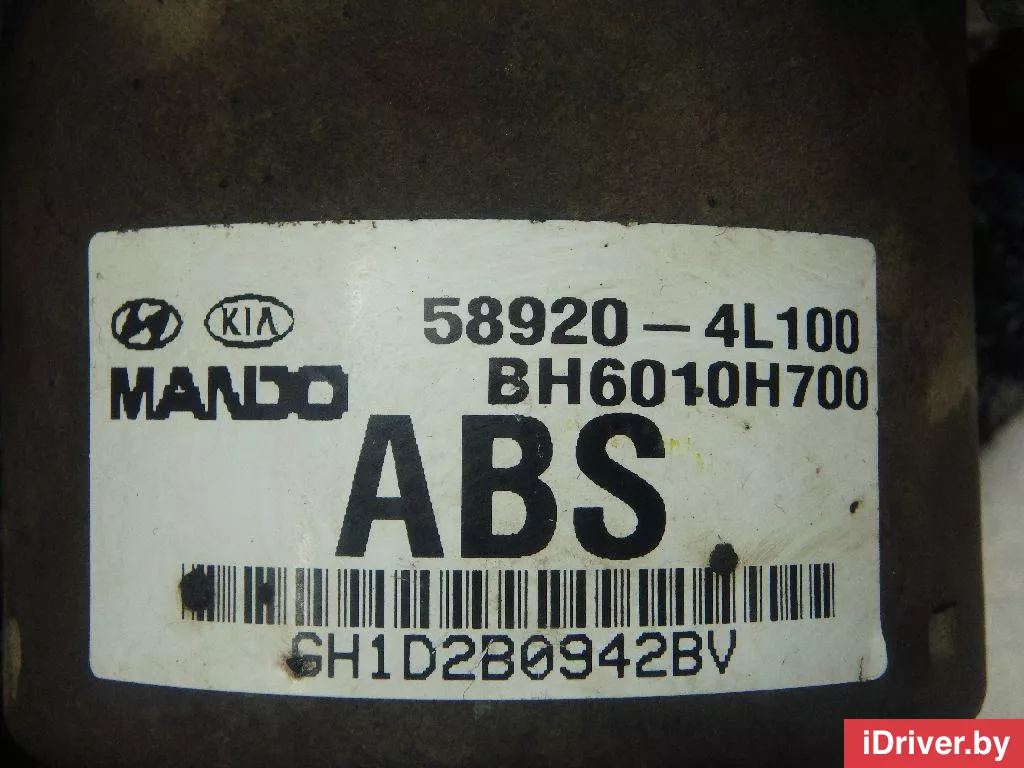 KIA 58920-4L100
MANDO BH6010H700
ABS
GH1D2B0942BV
iDriver.by